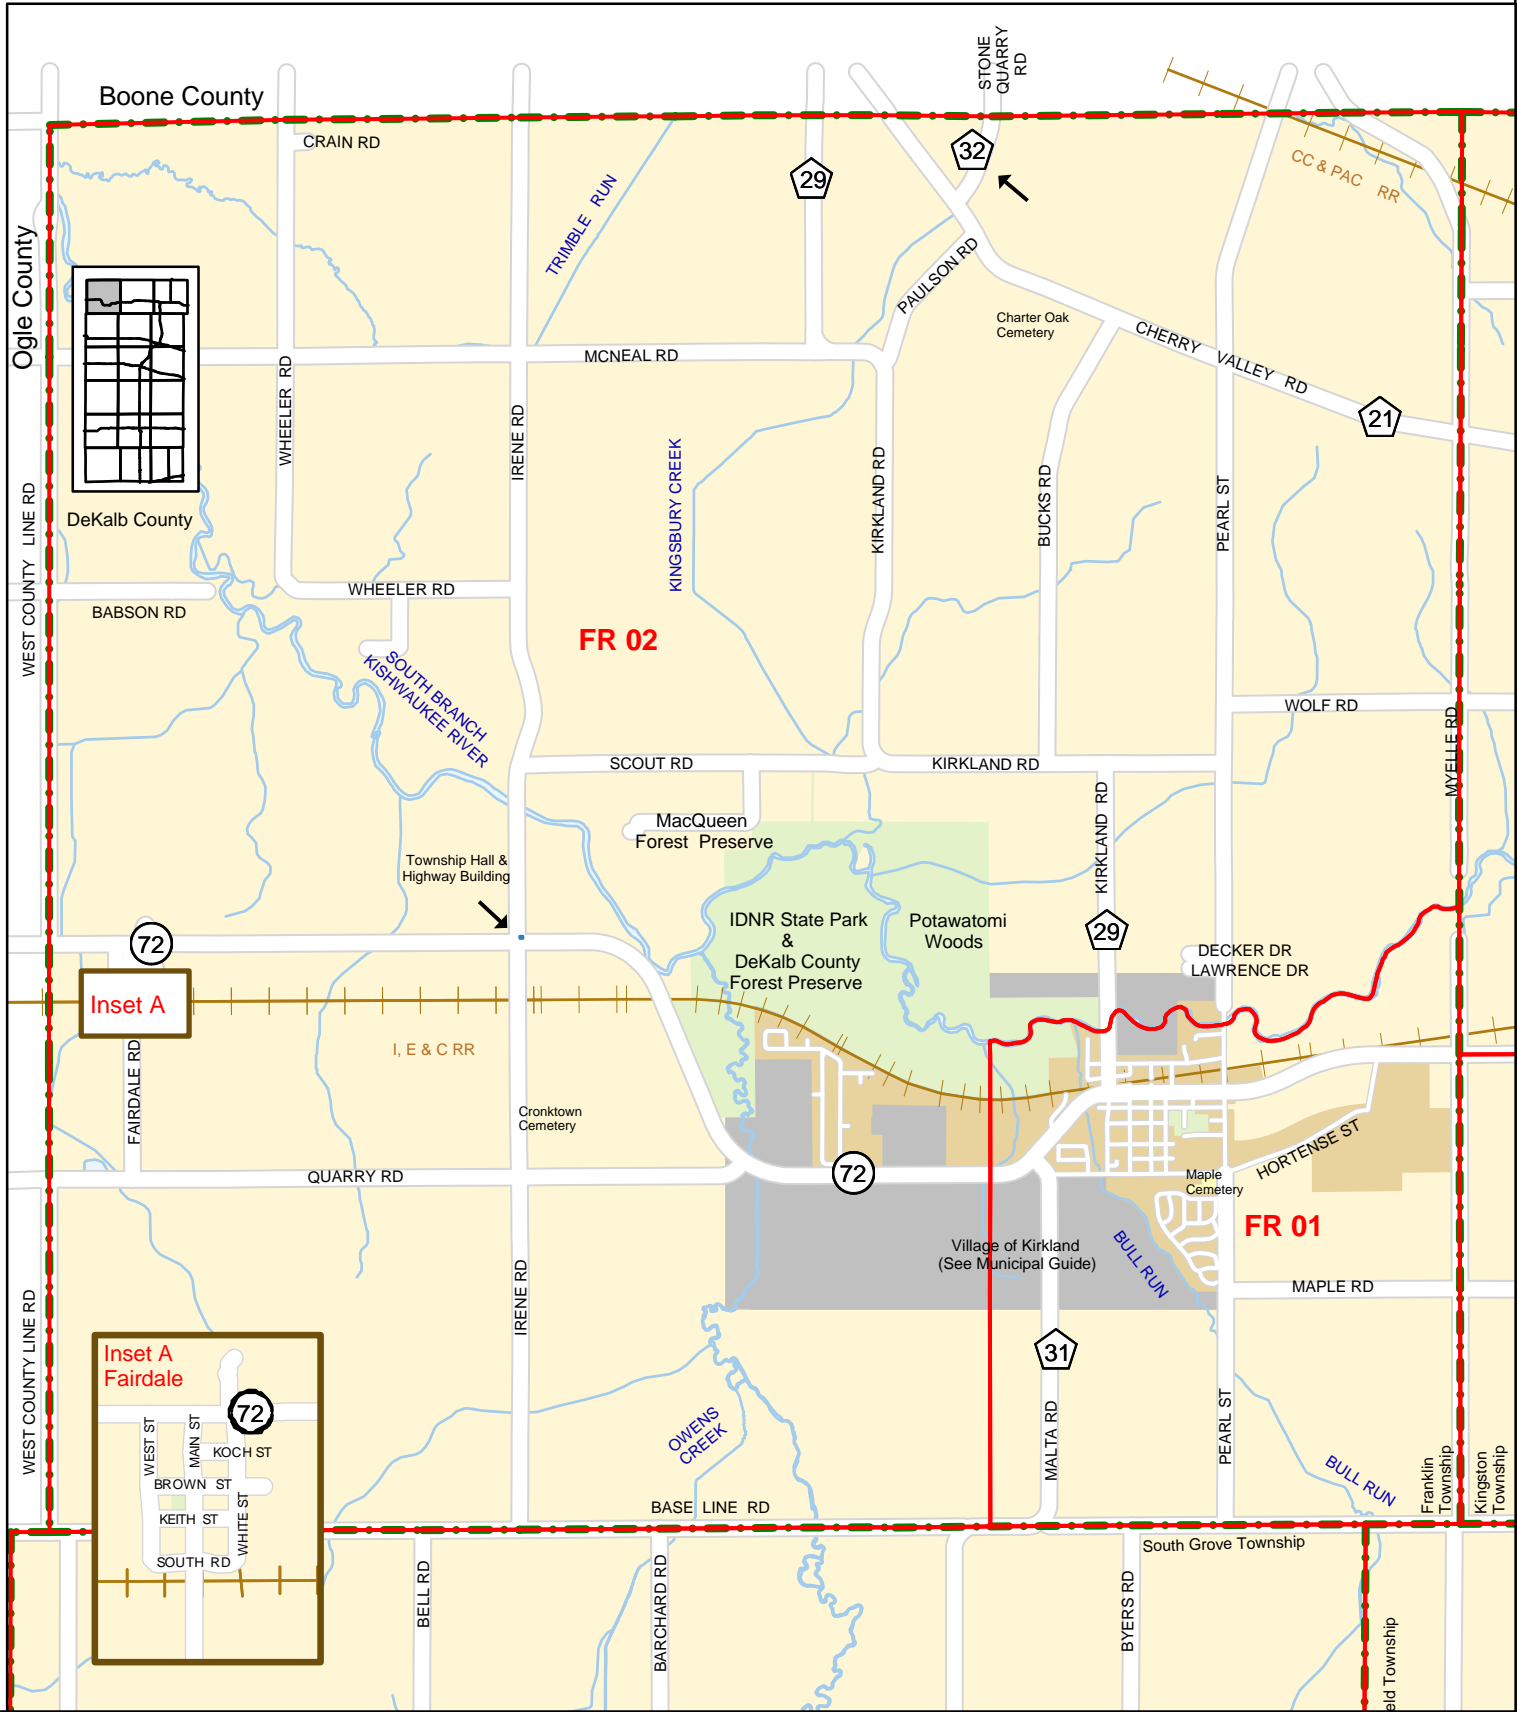 STONE
QUARRY
RD
Boone County
CRAIN RD
32
29
CC & PAC RR
TRIMBLE RUN
Ogle County
PAULSON RD
Charter Oak
Cemetery
CHERRY VALLEY RD
MCNEAL RD
WHEELER RD
IRENE RD
21
KINGSBURY CREEK
KIRKLAND RD
BUCKS RD
PEARL ST
WEST COUNTY LINE RD
DeKalb County
WHEELER RD
BABSON RD
FR 02
SOUTH BRANCH
KISHWAUKEE RIVER
WOLF RD
MYELLE RD
SCOUT RD
KIRKLAND RD
KIRKLAND RD
MacQueen
Forest Preserve
Township Hall &
Highway Building
IDNR State Park
&
DeKalb County
Forest Preserve
Potawatomi
Woods
29
72
DECKER DR
LAWRENCE DR
Inset A
I, E & C RR
FAIRDALE RD
Cronktown
Cemetery
HORTENSE ST
QUARRY RD
72
Maple
Cemetery
FR 01
Village of Kirkland
(See Municipal Guide)
BULL RUN
MAPLE RD
IRENE RD
WEST COUNTY LINE RD
31
Inset A
Fairdale
72
WEST ST
MAIN ST
KOCH ST
BROWN ST
KEITH ST
WHITE ST
SOUTH RD
OWENS
CREEK
MALTA RD
PEARL ST
BULL RUN
Franklin
Township
Kingston
Township
BASE LINE RD
South Grove Township
BELL RD
BARCHARD RD
BYERS RD
eld Township